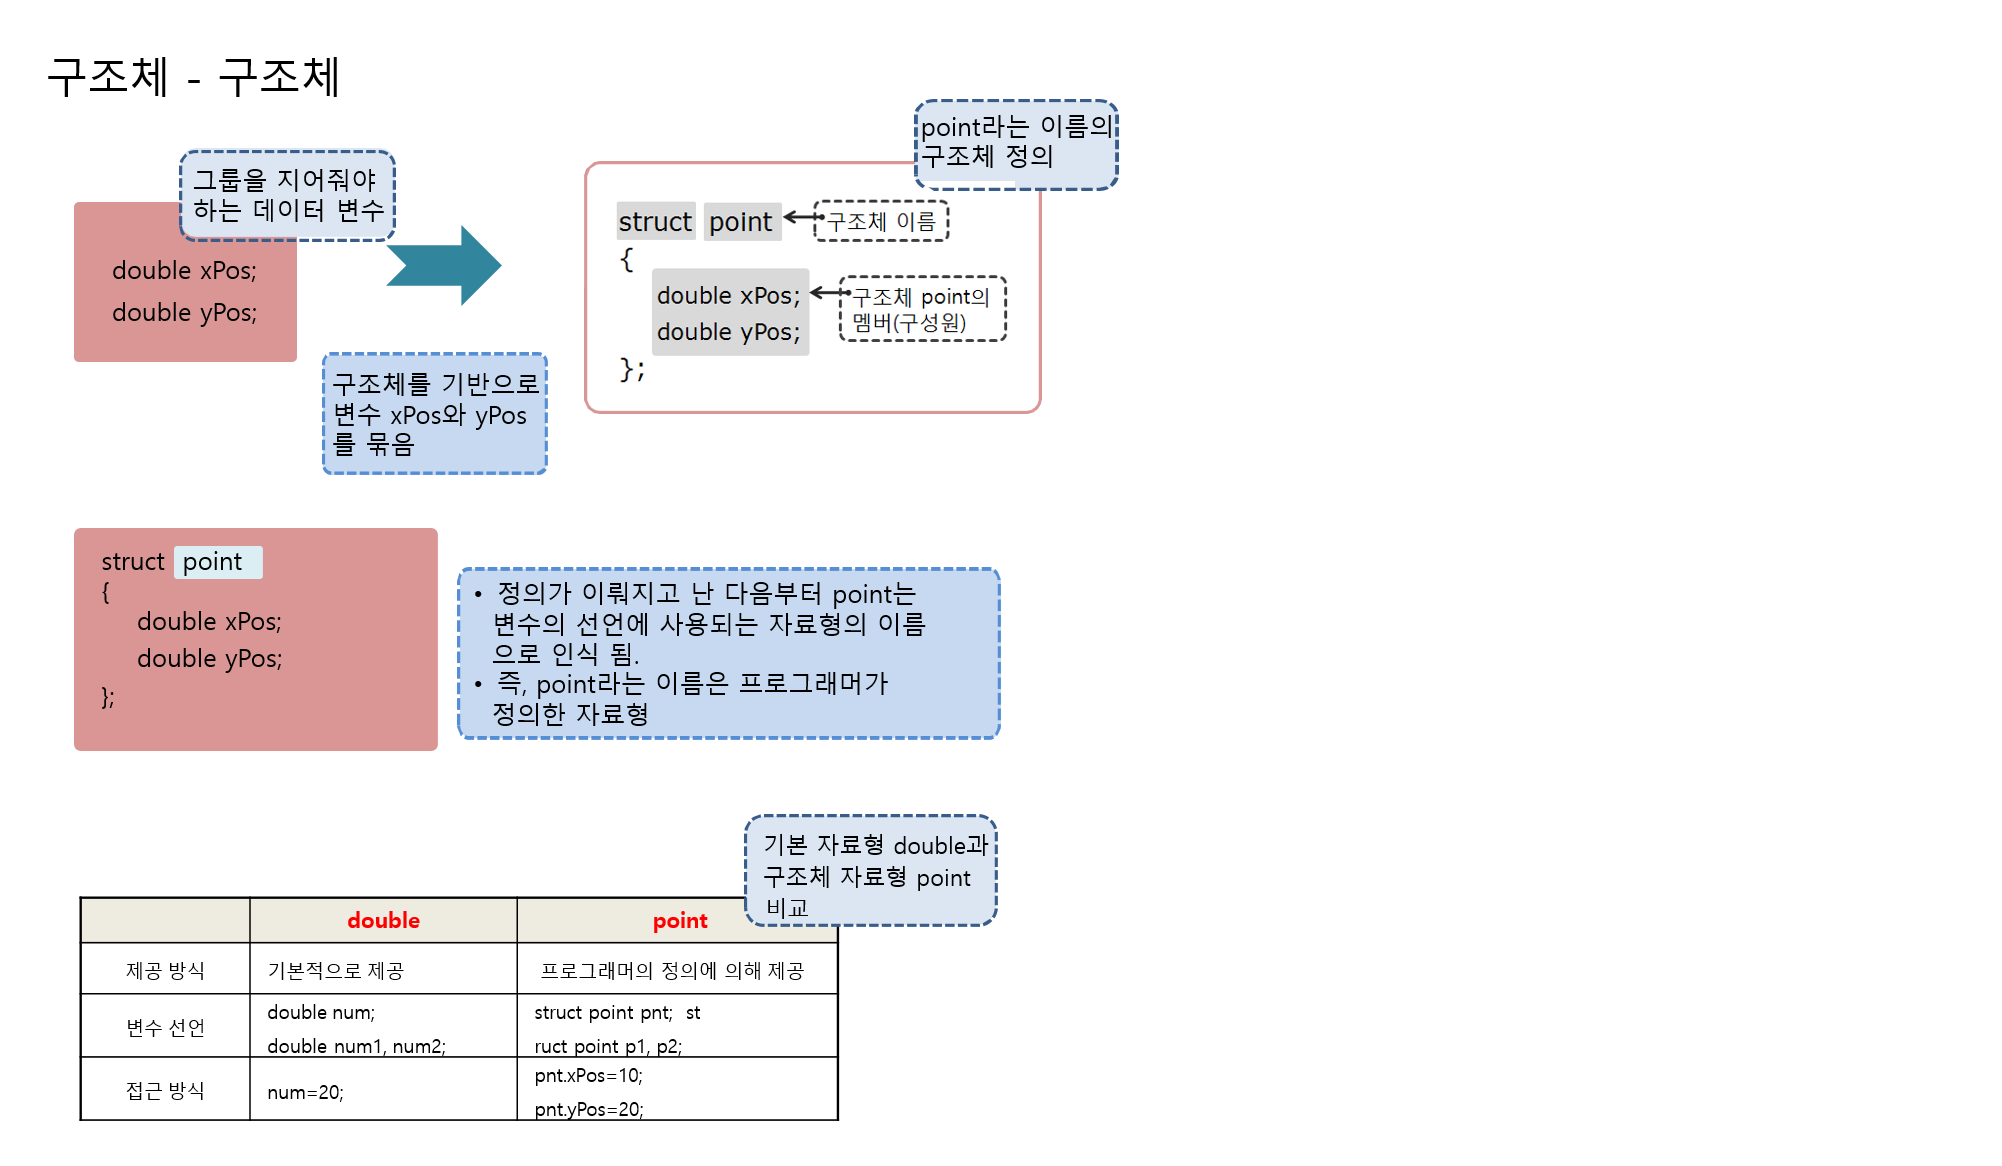 구조체 - 구조체
그룹을 지어줘야
하는 데이터 변수
double xPos;
double yPos;
구조체를 기반으로
변수 xPos와 yPos
를 묶음
point라는 이름의
구조체 정의
struct point
구조체 이름
{
double xPos;
double yPos;
구조체 point의
멤버(구성원)
};
struct point
{
double xPos;
double yPos;
};
• 정의가 이뤄지고 난 다음부터 point는
변수의 선언에 사용되는 자료형의 이름
으로 인식 됨.
• 즉, point라는 이름은 프로그래머가
정의한 자료형
기본 자료형 double과
구조체 자료형 point
비교
double point
제공 방식 기본적으로 제공 프로그래머의 정의에 의해 제공
변수 선언
double num;
double num1, num2;
struct point pnt; st
ruct point p1, p2;
접근 방식 num=20;
pnt.xPos=10;
pnt.yPos=20;